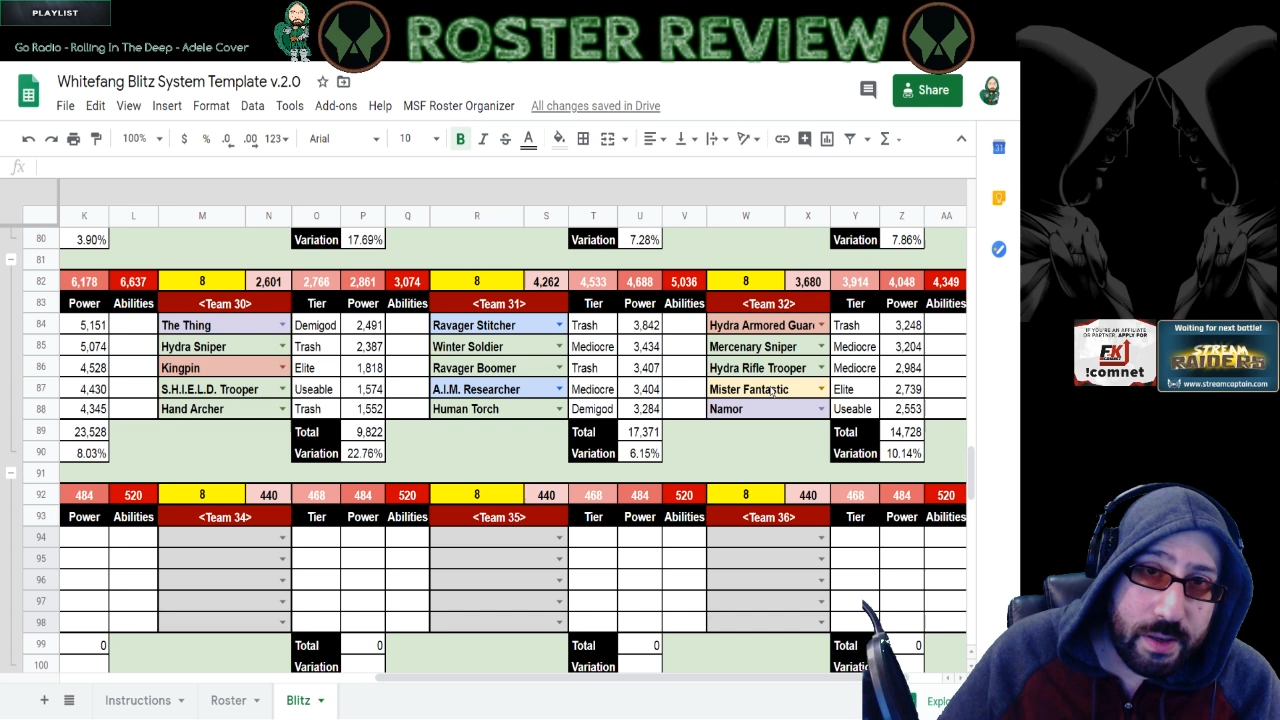 PLAYLIST
Go Radio - Rolling In The Deep - Adele Cover
ROSTER REVIEW
Whitefang Blitz System Template v.2.0
File Edit View Insert Format Data Tools Add-ons Help MSF Roster Organizer All changes saved in Drive
Share
100% $ % .0 .00 123 Arial 10 B I S A
fx
K L M N O P Q R S T U V W X Y Z AA
80 3.90% Variation 17.69% Variation 7.28% Variation 7.86%
81
82 6,178 6,637 8 2,601 2,766 2,861 3,074 8 4,262 4,533 4,688 5,036 8 3,680 3,914 4,048 4,349
83 Power Abilities <Team 30> Tier Power Abilities <Team 31> Tier Power Abilities <Team 32> Tier Power Abilities
84 5,151 The Thing Demigod 2,491 Ravager Stitcher Trash 3,842 Hydra Armored Guar Trash 3,248
85 5,074 Hydra Sniper Trash 2,387 Winter Soldier Mediocre 3,434 Mercenary Sniper Mediocre 3,204
86 4,528 Kingpin Elite 1,818 Ravager Boomer Trash 3,407 Hydra Rifle Trooper Mediocre 2,984
87 4,430 S.H.I.E.L.D. Trooper Useable 1,574 A.I.M. Researcher Mediocre 3,404 Mister Fantastic Elite 2,739
88 4,345 Hand Archer Trash 1,552 Human Torch Demigod 3,284 Namor Useable 2,553
89 23,528 Total 9,822 Total 17,371 Total 14,728
90 8.03% Variation 22.76% Variation 6.15% Variation 10.14%
91
92 484 520 8 440 468 484 520 8 440 468 484 520 8 440 468 484 520
93 Power Abilities <Team 34> Tier Power Abilities <Team 35> Tier Power Abilities <Team 36> Tier Power Abilities
94
95
96
97
98
99 0 Total 0 Total 0 Total 0
100 Variation Variation Variation
Instructions Roster Blitz
Explo
31
IF YOU'RE AN AFFILIATE
OR PARTNER, APPLY FOR
!comnet
Waiting for next battle!
STREAM
RAIDERS
www.streamcaptain.com